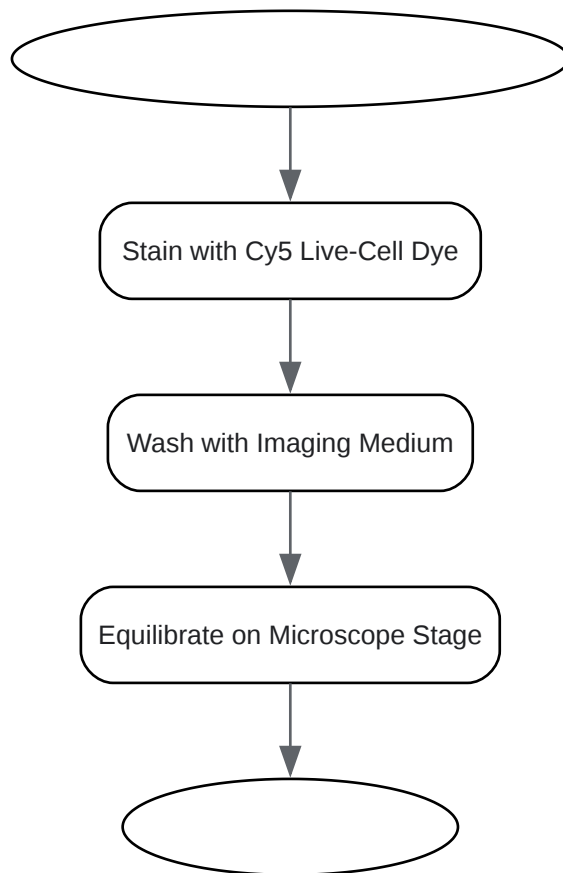 Stain with Cy5 Live-Cell Dye
Wash with Imaging Medium
Equilibrate on Microscope Stage